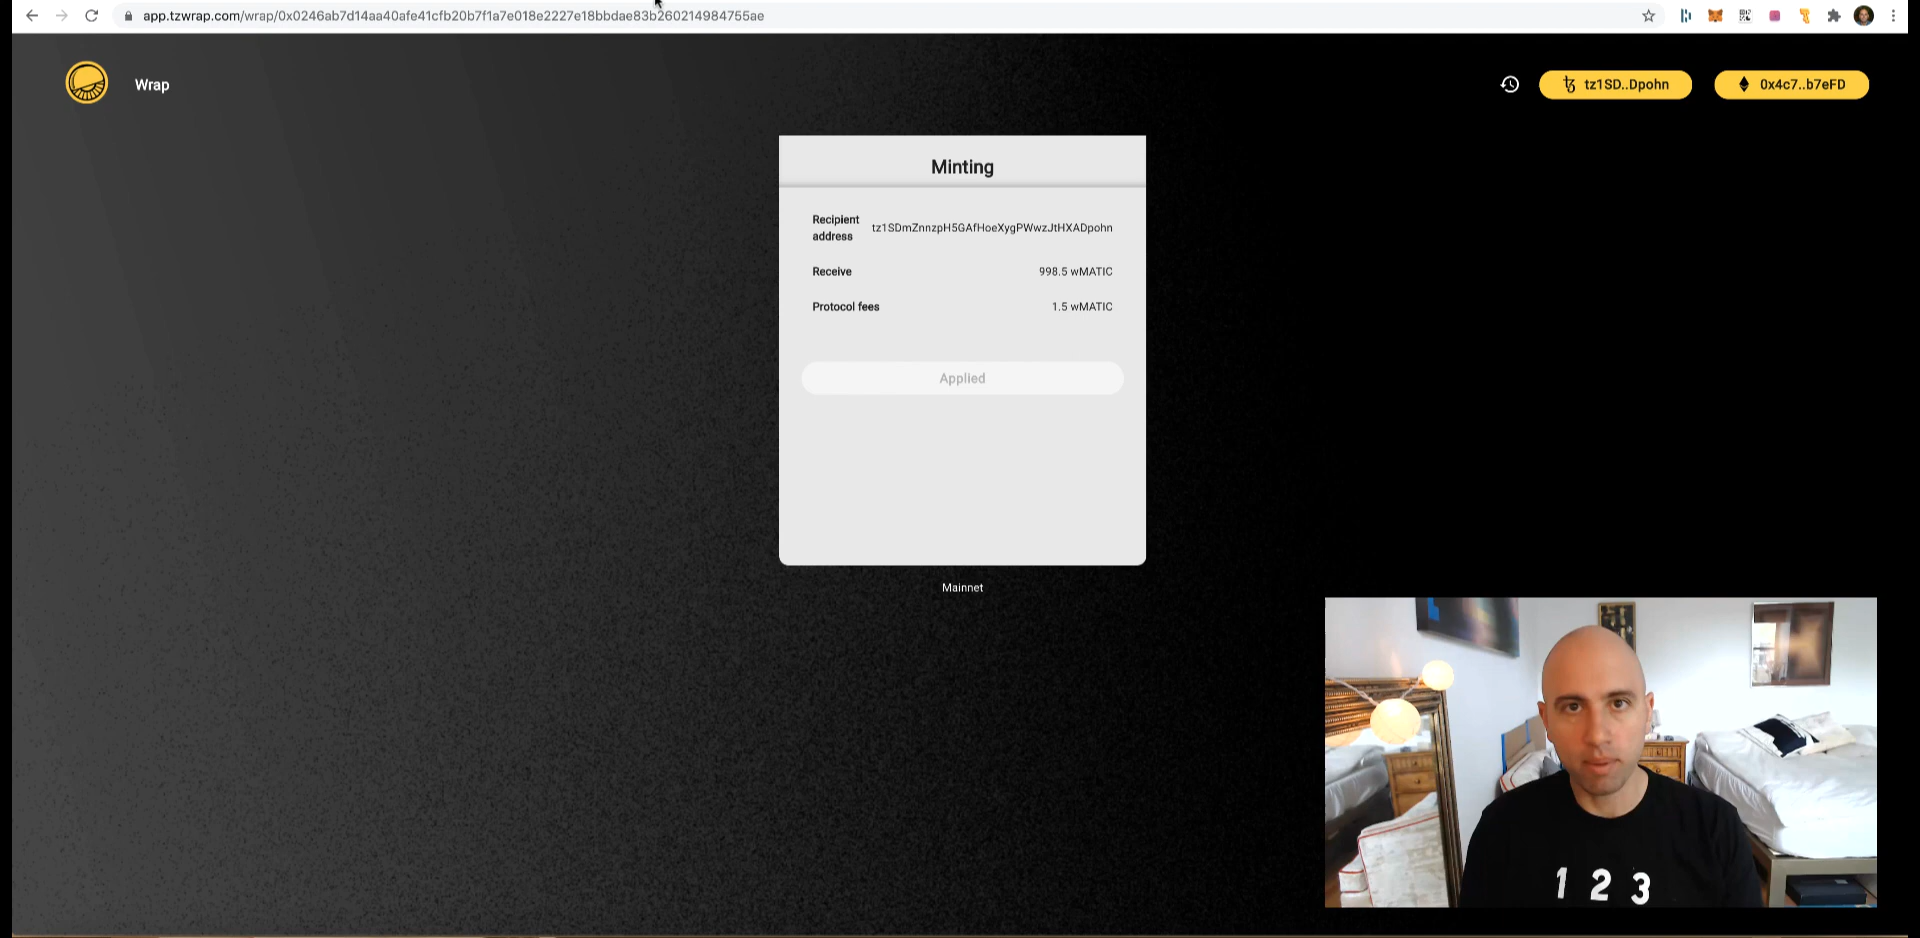 app.tzwrap.com/wrap/0x0246ab7d14aa40afe41cfb20b7f1a7e018e2227e18bbdae83b260214984755ae
Wrap
tz1SD..Dpohn
0x4c7..b7eFD
Minting
Recipient
address
tz1SDmZnnzpH5GAfHoeXygPWwzJtHXADpohn
Receive
998.5 wMATIC
Protocol fees
1.5 wMATIC
Applied
Mainnet
1 2 3